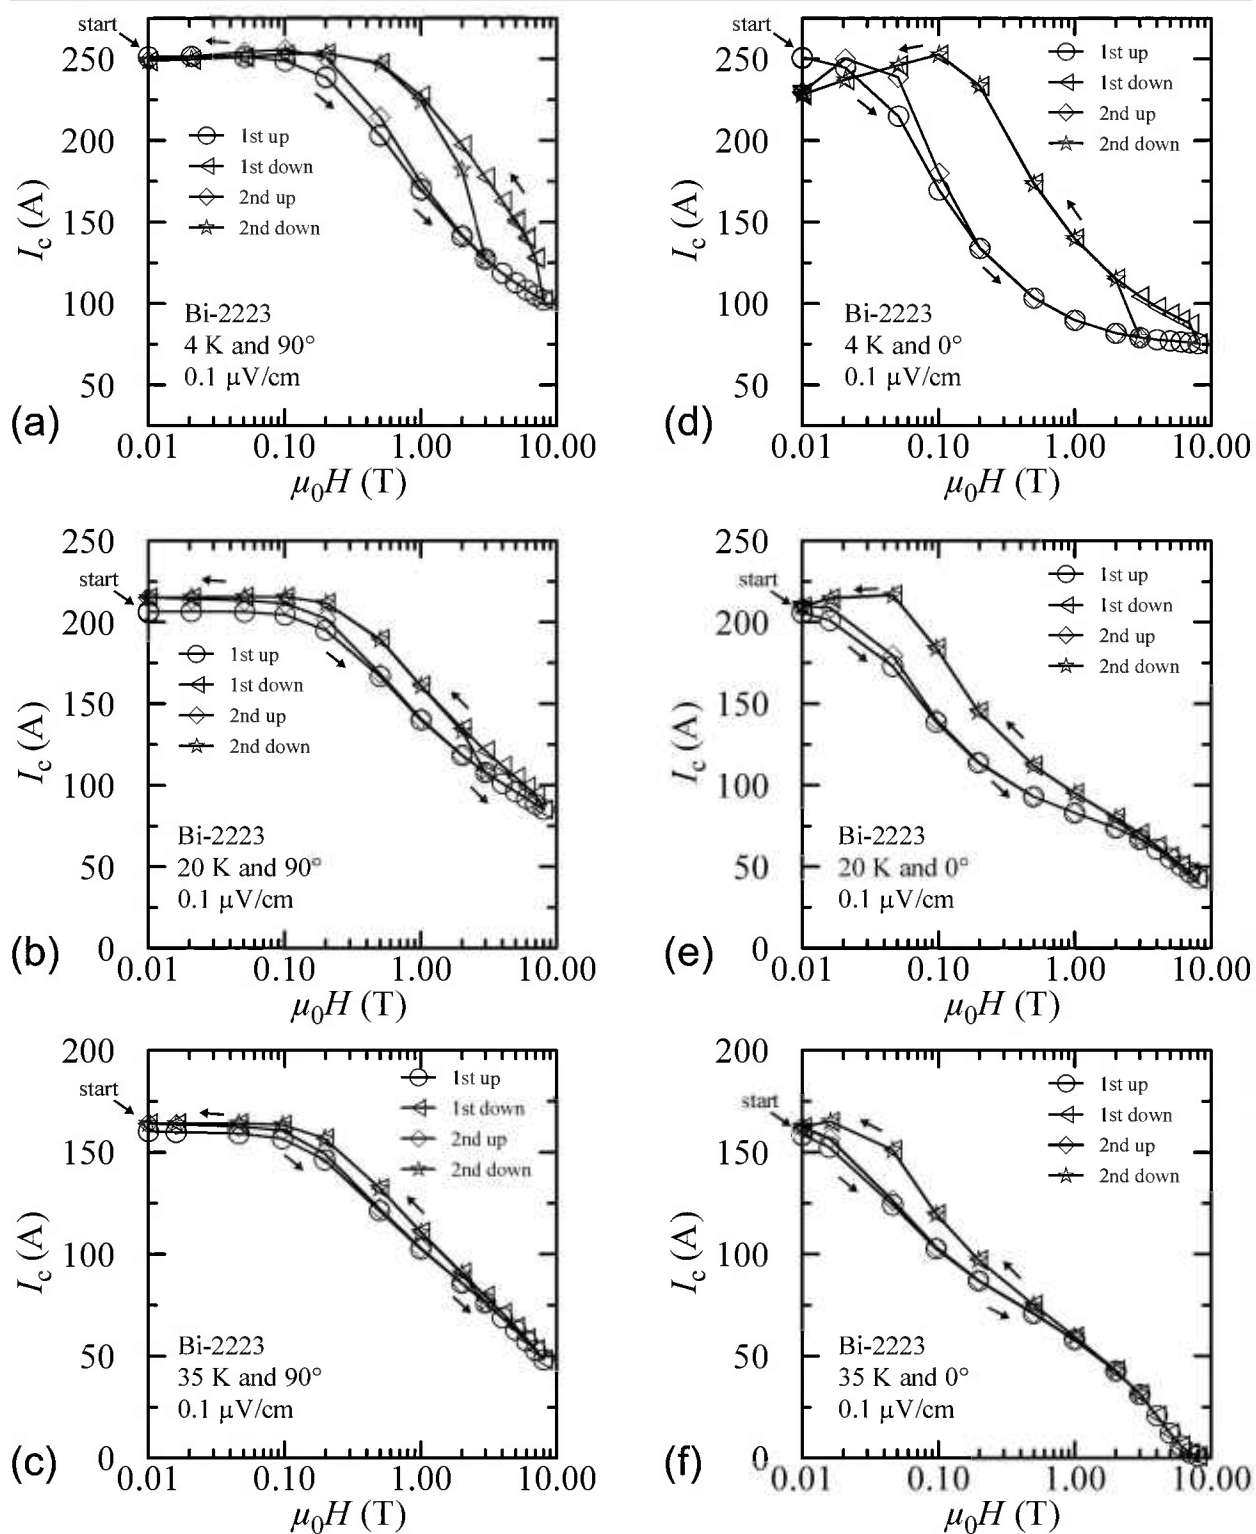 start
250
200
150
100
50
I_c (A)
1st up
1st down
2nd up
2nd down
Bi-2223
4 K and 90°
0.1 µV/cm
(a)
0.01 0.10 1.00 10.00
µ₀H (T)
start
250
200
150
100
50
I_c (A)
1st up
1st down
2nd up
2nd down
Bi-2223
4 K and 0°
0.1 µV/cm
(d)
0.01 0.10 1.00 10.00
µ₀H (T)
250
start
200
150
100
50
0
I_c (A)
1st up
1st down
2nd up
2nd down
Bi-2223
20 K and 90°
0.1 µV/cm
(b)
0.01 0.10 1.00 10.00
µ₀H (T)
250
start
200
150
100
50
0
I_c (A)
1st up
1st down
2nd up
2nd down
Bi-2223
20 K and 0°
0.1 µV/cm
(e)
0.01 0.10 1.00 10.00
µ₀H (T)
200
start
150
100
50
0
I_c (A)
1st up
1st down
2nd up
2nd down
Bi-2223
35 K and 90°
0.1 µV/cm
(c)
0.01 0.10 1.00 10.00
µ₀H (T)
200
start
150
100
50
0
I_c (A)
1st up
1st down
2nd up
2nd down
Bi-2223
35 K and 0°
0.1 µV/cm
(f)
0.01 0.10 1.00 10.00
µ₀H (T)